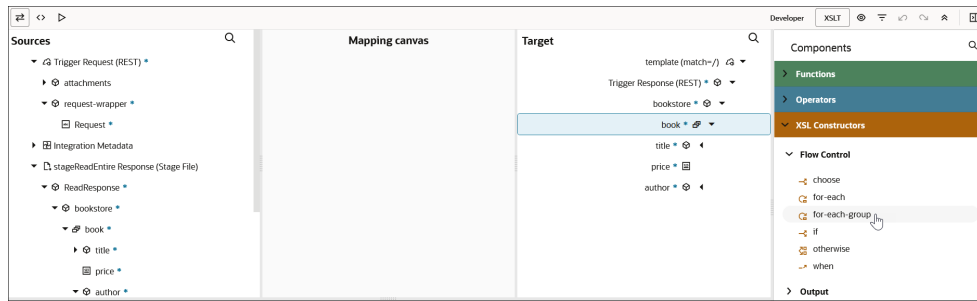 Developer
XSLT
Sources
Mapping canvas
Target
Components
Trigger Request (REST) *
attachments
request-wrapper *
Request *
Integration Metadata
stageReadEntire Response (Stage File)
ReadResponse *
bookstore *
book *
title *
price *
author *
template (match=/)
Trigger Response (REST) *
bookstore *
book *
title *
price *
author *
Functions
Operators
XSL Constructors
Flow Control
choose
for-each
for-each-group
if
otherwise
when
Output